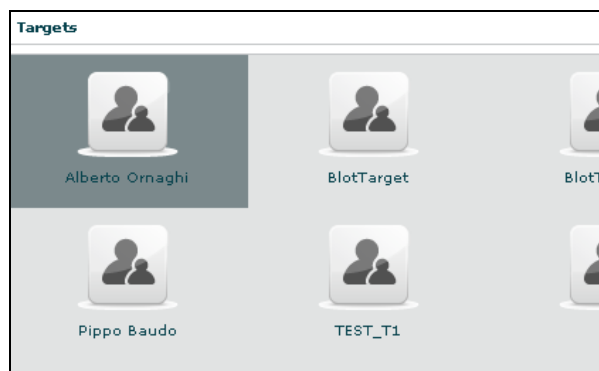 Targets
Alberto Ornaghi
BlotTarget
Pippo Baudo
TEST_T1